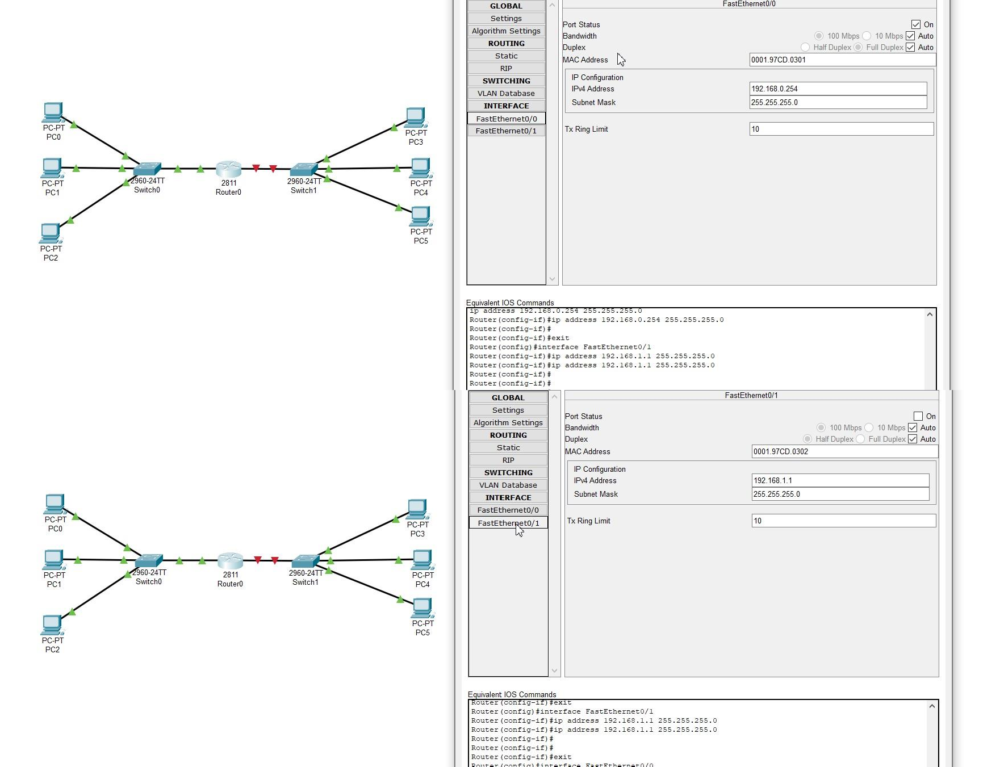 GLOBAL
Settings
Algorithm Settings
ROUTING
Static
RIP
SWITCHING
VLAN Database
INTERFACE
FastEthernet0/0
FastEthernet0/1
FastEthernet0/0
Port Status On
Bandwidth 100 Mbps 10 Mbps Auto
Duplex Half Duplex Full Duplex Auto
MAC Address 0001.97CD.0301
IP Configuration
IPv4 Address 192.168.0.254
Subnet Mask 255.255.255.0
Tx Ring Limit 10
PC-PT
PC0
PC-PT
PC1
PC-PT
PC2
2960-24TT
Switch0
2811
Router0
2960-24TT
Switch1
PC-PT
PC3
PC-PT
PC4
PC-PT
PC5
Equivalent IOS Commands
ip address 192.168.0.254 255.255.255.0
Router(config-if)#ip address 192.168.0.254 255.255.255.0
Router(config-if)#
Router(config-if)#exit
Router(config)#interface FastEthernet0/1
Router(config-if)#ip address 192.168.1.1 255.255.255.0
Router(config-if)#ip address 192.168.1.1 255.255.255.0
Router(config-if)#
Router(config-if)#
GLOBAL
Settings
Algorithm Settings
ROUTING
Static
RIP
SWITCHING
VLAN Database
INTERFACE
FastEthernet0/0
FastEthernet0/1
FastEthernet0/1
Port Status On
Bandwidth 100 Mbps 10 Mbps Auto
Duplex Half Duplex Full Duplex Auto
MAC Address 0001.97CD.0302
IP Configuration
IPv4 Address 192.168.1.1
Subnet Mask 255.255.255.0
Tx Ring Limit 10
PC-PT
PC0
PC-PT
PC1
PC-PT
PC2
2960-24TT
Switch0
2811
Router0
2960-24TT
Switch1
PC-PT
PC3
PC-PT
PC4
PC-PT
PC5
Equivalent IOS Commands
Router(config-if)#exit
Router(config)#interface FastEthernet0/1
Router(config-if)#ip address 192.168.1.1 255.255.255.0
Router(config-if)#ip address 192.168.1.1 255.255.255.0
Router(config-if)#
Router(config-if)#
Router(config-if)#exit
Router(config)#interface FastEthernet0/0